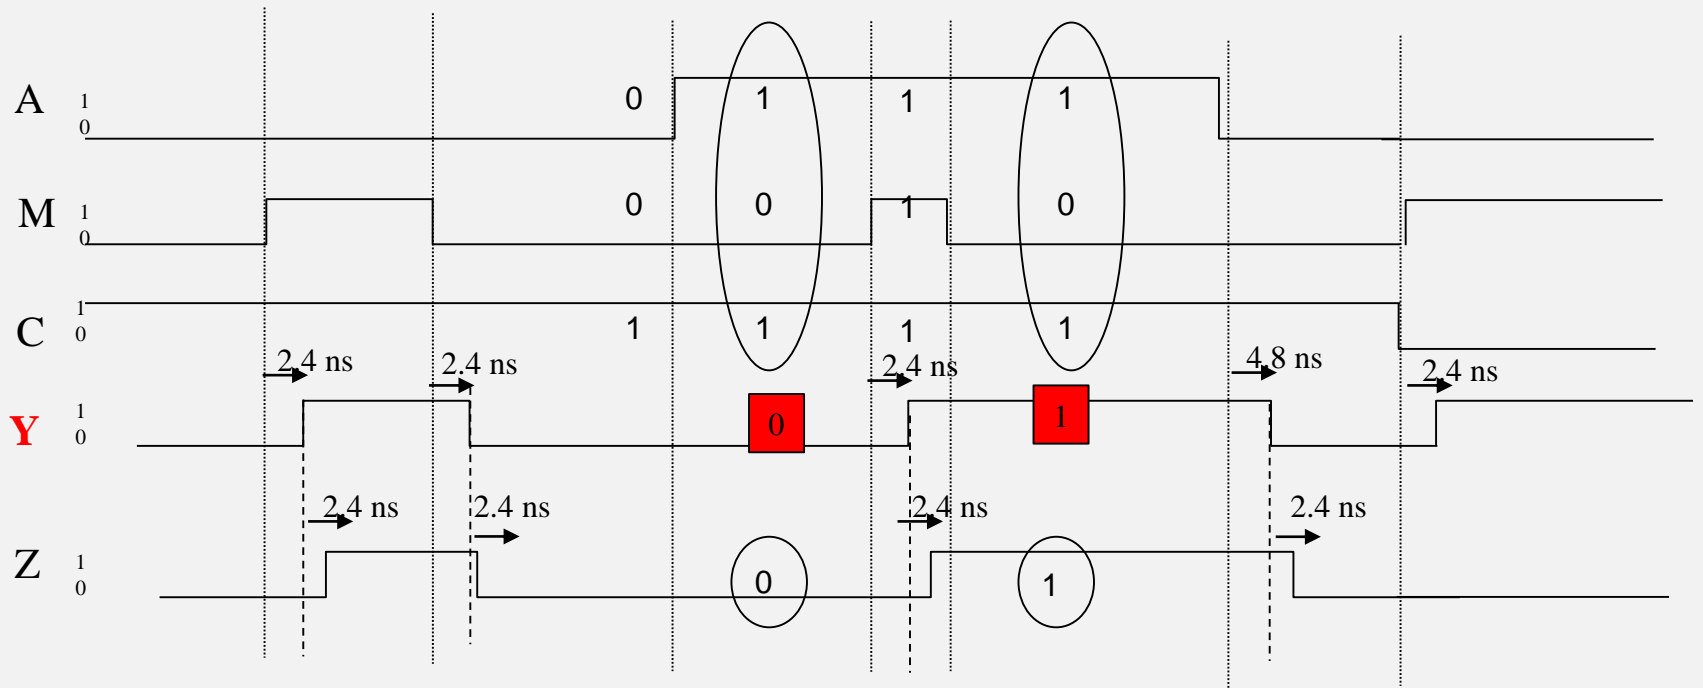 A 1 0 0 1 1 1
M 1 0 0 0 1 0
C 1 0 1 1 1 1
2.4 ns 2.4 ns 2.4 ns 4.8 ns 2.4 ns
Y 1 0 0 1
2.4 ns 2.4 ns 2.4 ns 2.4 ns
Z 1 0 0 1